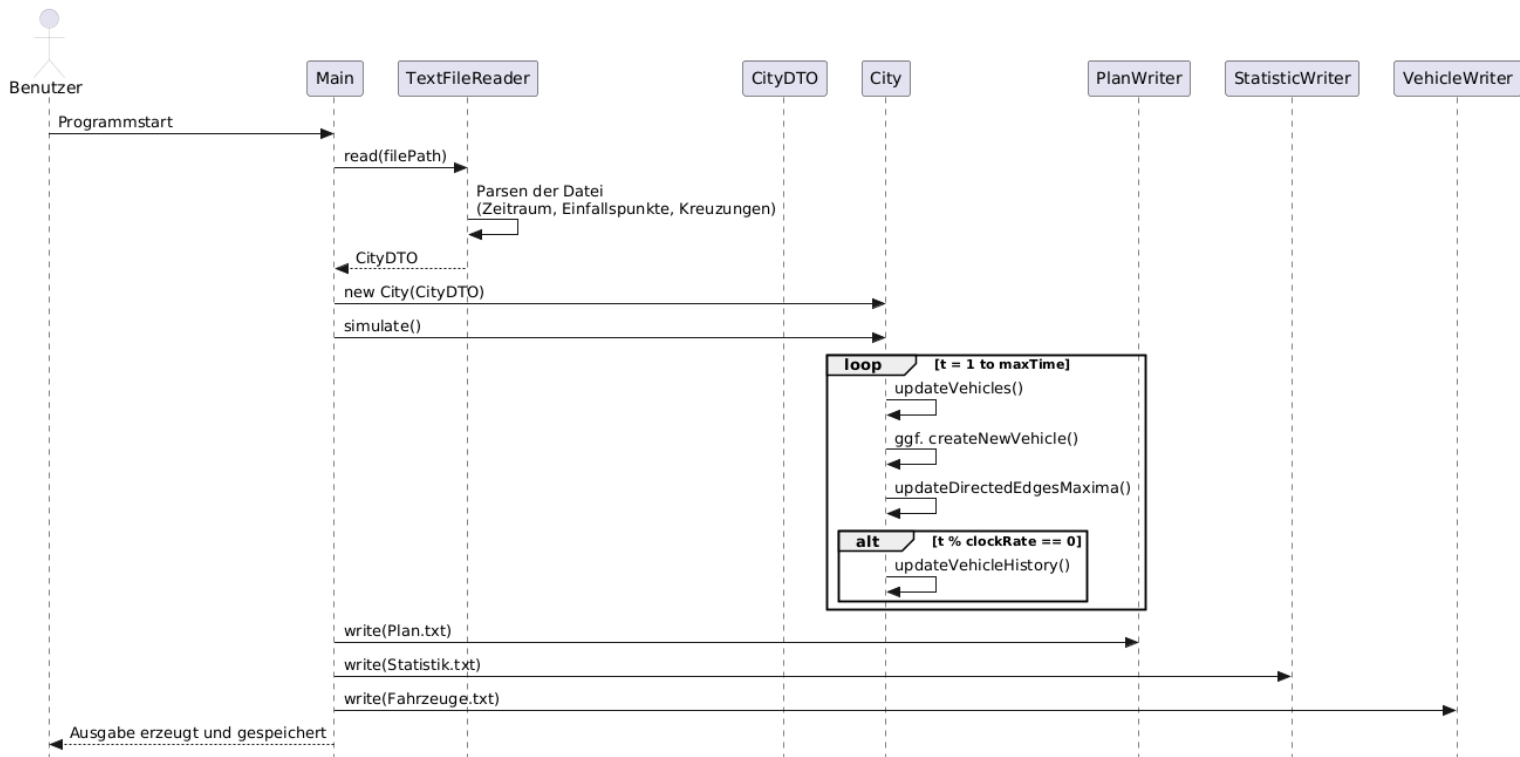 Benutzer
Main
TextFileReader
CityDTO
City
PlanWriter
StatisticWriter
VehicleWriter
Programmstart
read(filePath)
Parsen der Datei
(Zeitraum, Einfallspunkte, Kreuzungen)
CityDTO
new City(CityDTO)
simulate()
loop [t = 1 to maxTime]
updateVehicles()
ggf. createNewVehicle()
updateDirectedEdgesMaxima()
alt [t % clockRate == 0]
updateVehicleHistory()
write(Plan.txt)
write(Statistik.txt)
write(Fahrzeuge.txt)
Ausgabe erzeugt und gespeichert